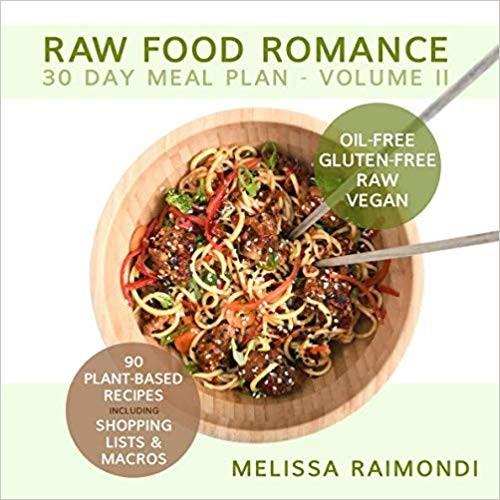 RAW FOOD ROMANCE
30 DAY MEAL PLAN - VOLUME II
OIL-FREE
GLUTEN-FREE
RAW
VEGAN
90
PLANT-BASED
RECIPES
INCLUDING
SHOPPING
LISTS &
MACROS
MELISSA RAIMONDI